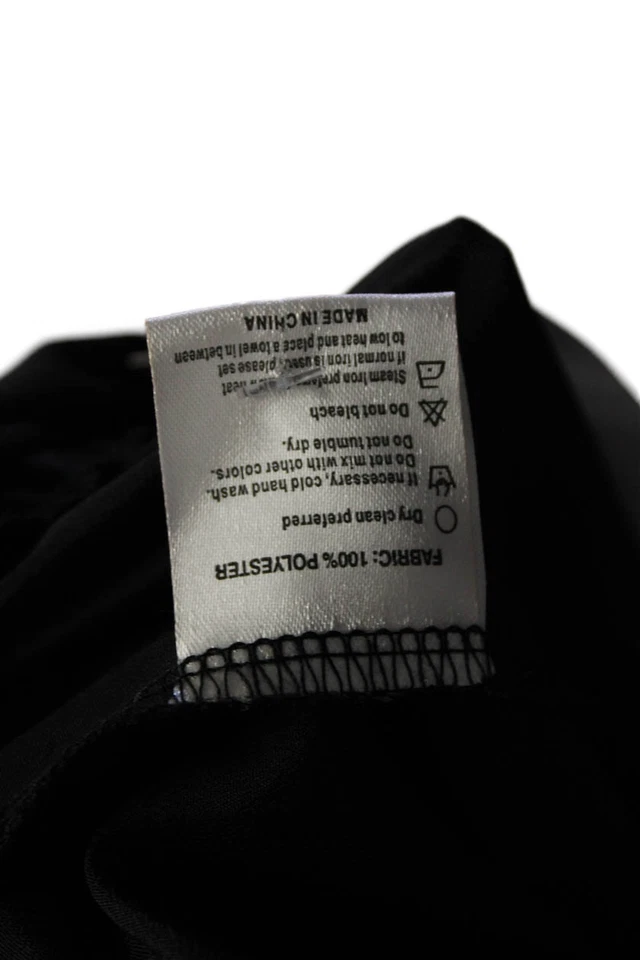 FABRIC: 100% POLYESTER
Dry clean preferred
If necessary, cold hand wash.
Do not mix with other colors.
Do not tumble dry.
Do not bleach
Steam Iron preferred heat
If normal iron is used, please set
to low heat and place a towel in between
MADE IN CHINA